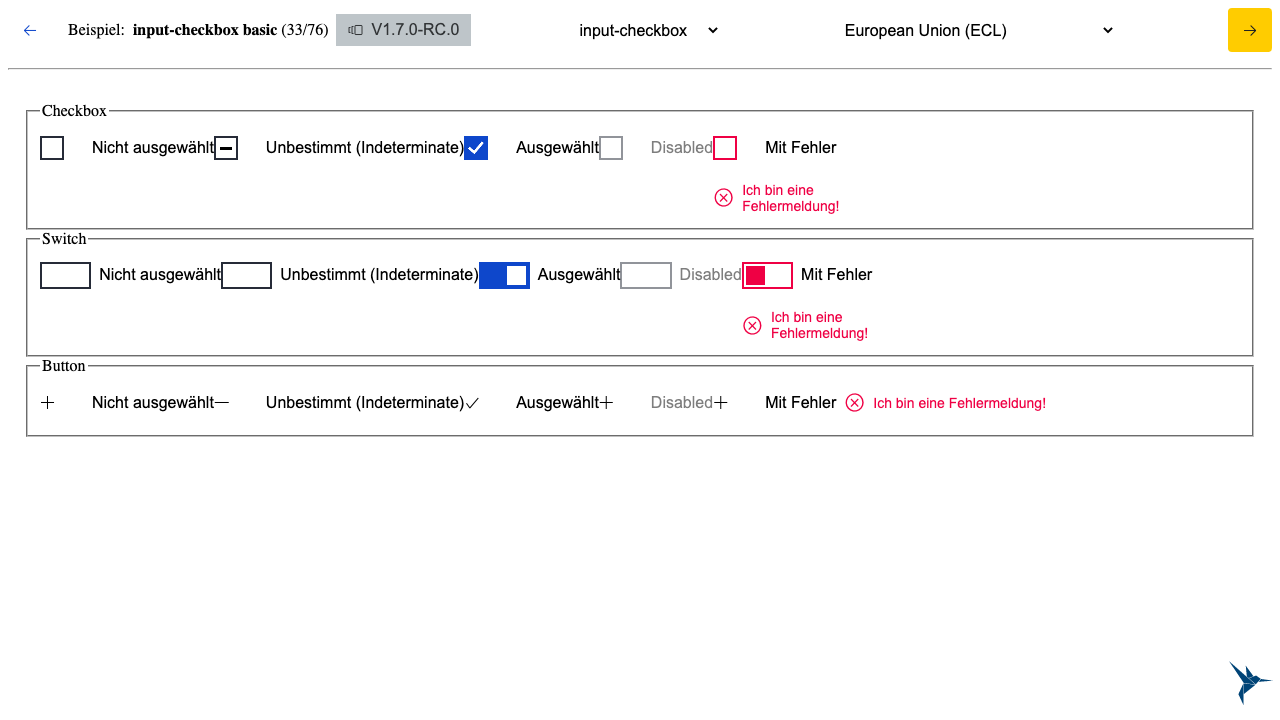 Beispiel: input-checkbox basic (33/76) V1.7.0-RC.0 input-checkbox European Union (ECL)
Checkbox
Nicht ausgewählt Unbestimmt (Indeterminate) Ausgewählt Disabled Mit Fehler
Ich bin eine
Fehlermeldung!
Switch
Nicht ausgewählt Unbestimmt (Indeterminate) Ausgewählt Disabled Mit Fehler
Ich bin eine
Fehlermeldung!
Button
Nicht ausgewählt Unbestimmt (Indeterminate) Ausgewählt Disabled Mit Fehler Ich bin eine Fehlermeldung!